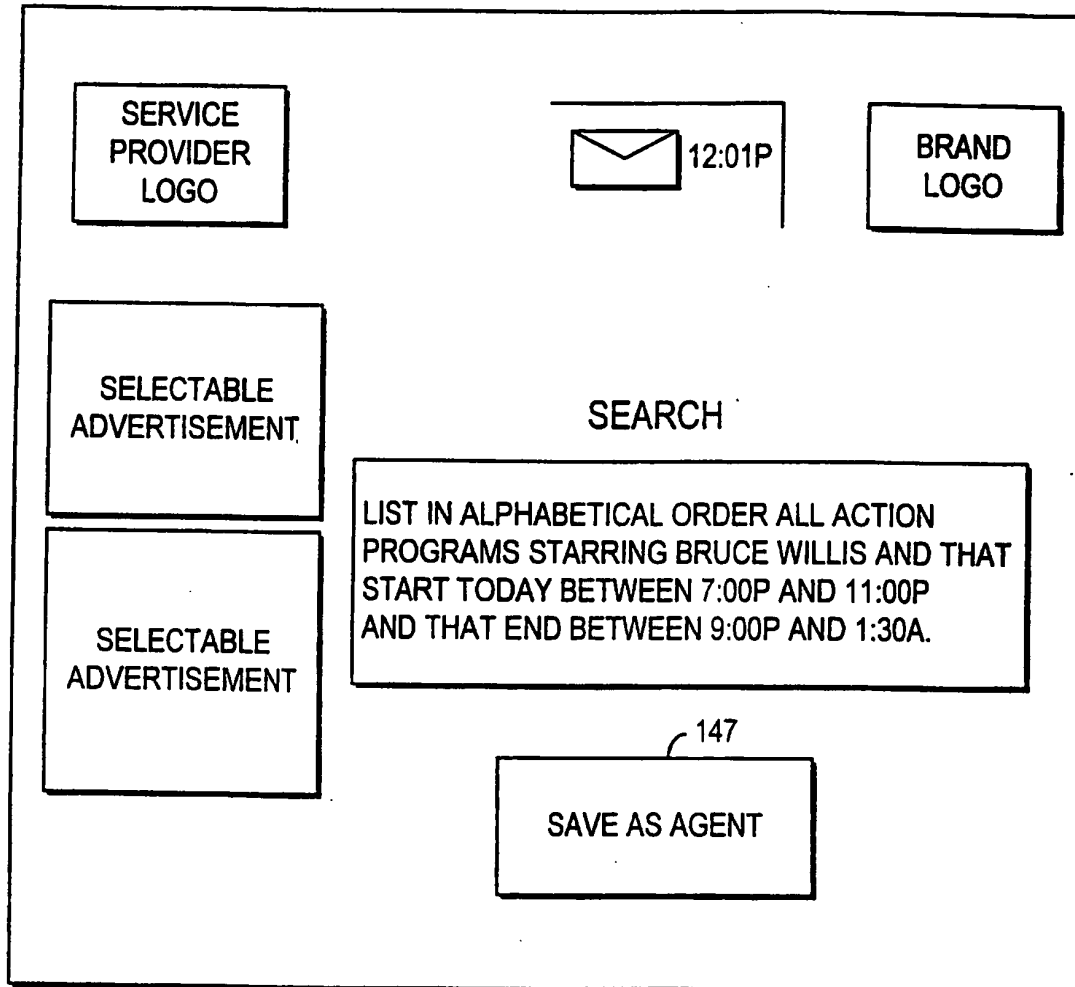 SERVICE
PROVIDER
LOGO
12:01P
BRAND
LOGO
SELECTABLE
ADVERTISEMENT
SEARCH
LIST IN ALPHABETICAL ORDER ALL ACTION
PROGRAMS STARRING BRUCE WILLIS AND THAT
START TODAY BETWEEN 7:00P AND 11:00P
AND THAT END BETWEEN 9:00P AND 1:30A.
SELECTABLE
ADVERTISEMENT
147
SAVE AS AGENT